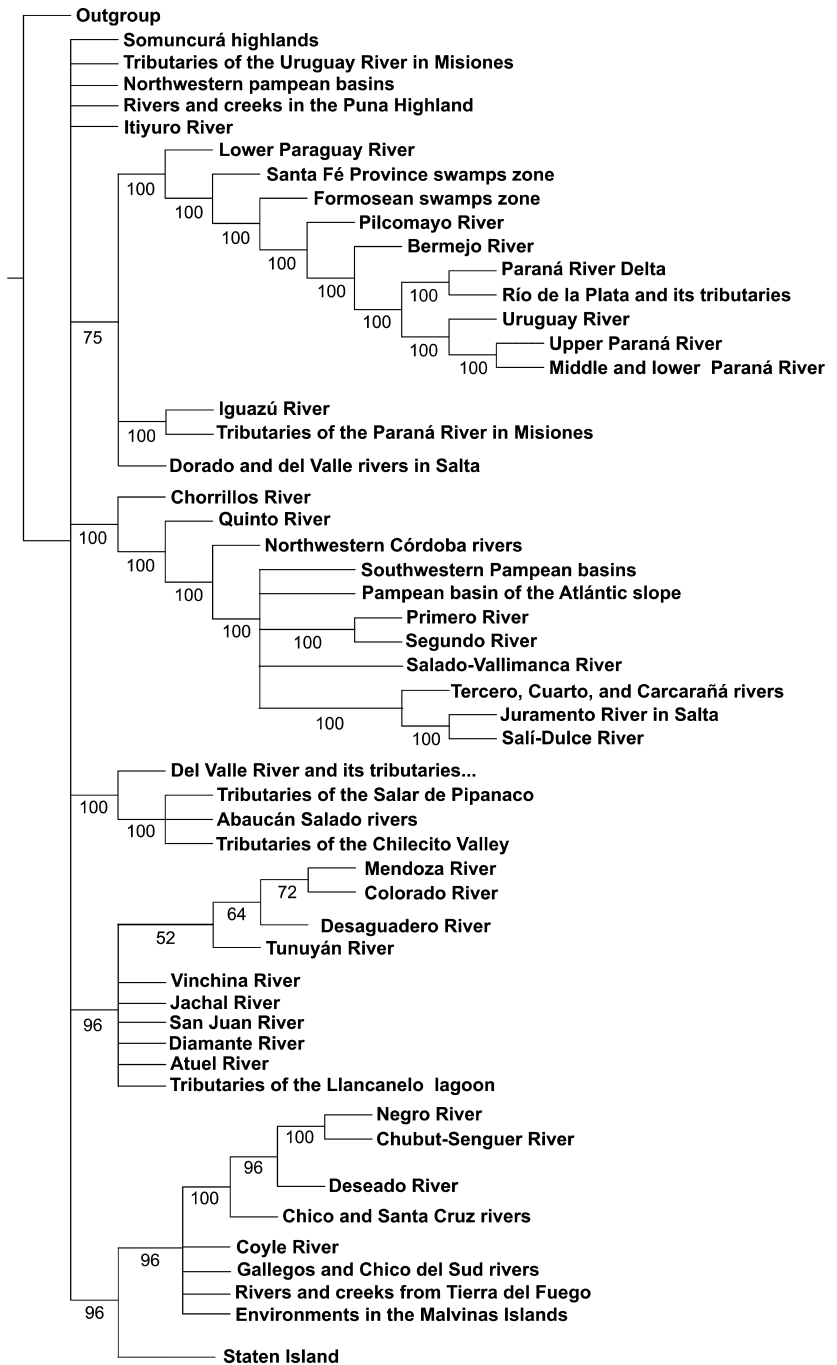 Outgroup
Somuncurá highlands
Tributaries of the Uruguay River in Misiones
Northwestern pampean basins
Rivers and creeks in the Puna Highland
Itiyuro River
Lower Paraguay River
100
Santa Fé Province swamps zone
100
Formosean swamps zone
100
Pilcomayo River
100
Bermejo River
100
Paraná River Delta
100
Río de la Plata and its tributaries
100
Uruguay River
100
Upper Paraná River
100
Middle and lower Paraná River
75
Iguazú River
100
Tributaries of the Paraná River in Misiones
Dorado and del Valle rivers in Salta
Chorrillos River
100
Quinto River
100
Northwestern Córdoba rivers
100
Southwestern Pampean basins
Pampean basin of the Atlántic slope
Primero River
100
100
Segundo River
Salado-Vallimanca River
Tercero, Cuarto, and Carcarañá rivers
100
Juramento River in Salta
100
Salí-Dulce River
Del Valle River and its tributaries...
100
Tributaries of the Salar de Pipanaco
Abaucán Salado rivers
100
Tributaries of the Chilecito Valley
Mendoza River
72
Colorado River
64
Desaguadero River
52
Tunuyán River
Vinchina River
Jachal River
San Juan River
96
Diamante River
Atuel River
Tributaries of the Llancanelo lagoon
Negro River
100
Chubut-Senguer River
96
Deseado River
100
Chico and Santa Cruz rivers
Coyle River
96
Gallegos and Chico del Sud rivers
Rivers and creeks from Tierra del Fuego
96
Environments in the Malvinas Islands
Staten Island